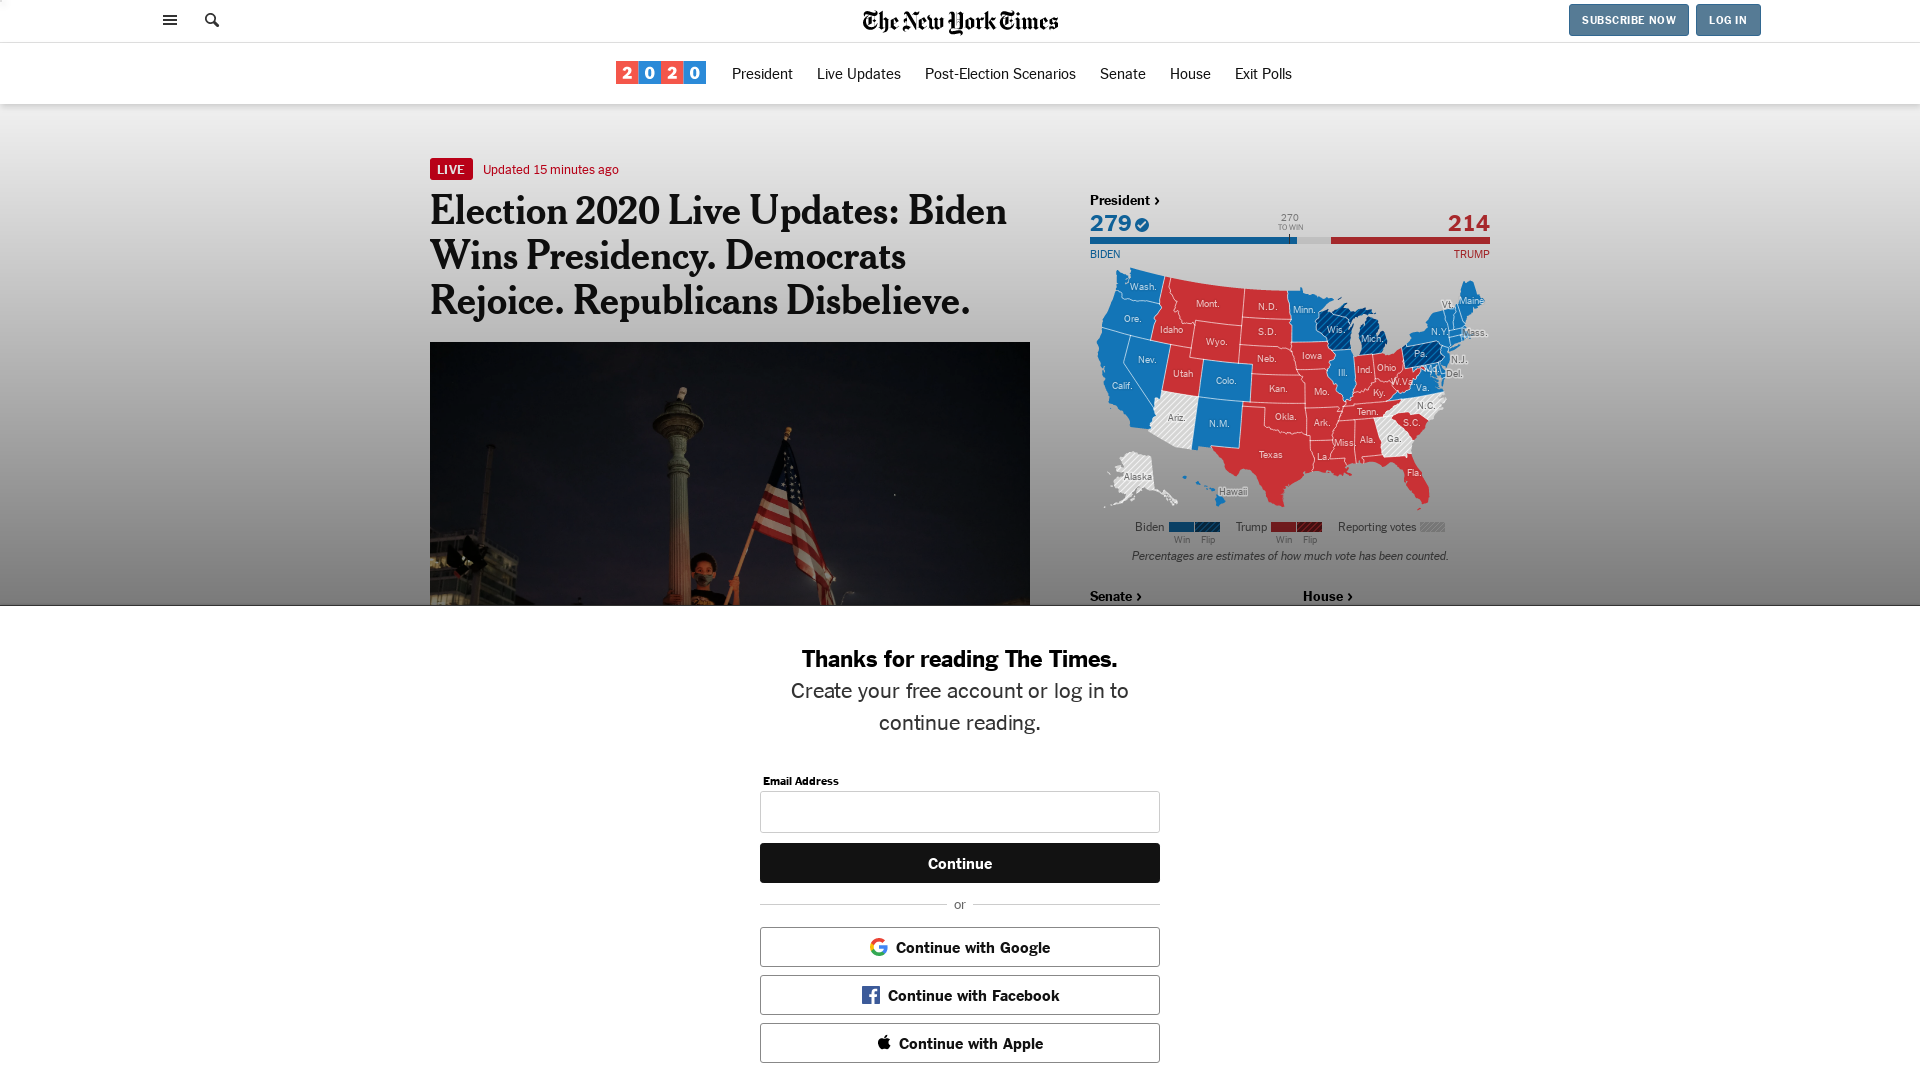 The New York Times
SUBSCRIBE NOW
LOG IN
2020
President
Live Updates
Post-Election Scenarios
Senate
House
Exit Polls
LIVE
Updated 15 minutes ago
Election 2020 Live Updates: Biden
Wins Presidency. Democrats
Rejoice. Republicans Disbelieve.
President ›
279
270
TO WIN
214
BIDEN
TRUMP
Wash.
Mont.
N.D.
Minn.
Vt.
Maine
Ore.
Idaho
S.D.
Wis.
Mich.
N.Y.
Mass.
Wyo.
Nev.
Utah
Neb.
Iowa
Pa.
N.J.
Calif.
Colo.
Kan.
Mo.
Ill.
Ind.
Ohio
W.Va.
Va.
Md.
Del.
Ky.
Ariz.
N.M.
Okla.
Ark.
Tenn.
N.C.
S.C.
Texas
La.
Miss.
Ala.
Ga.
Fla.
Alaska
Hawaii
Biden
Trump
Reporting votes
Win
Flip
Win
Flip
Percentages are estimates of how much vote has been counted.
Senate ›
House ›
Thanks for reading The Times.
Create your free account or log in to
continue reading.
Email Address
Continue
or
Continue with Google
Continue with Facebook
Continue with Apple